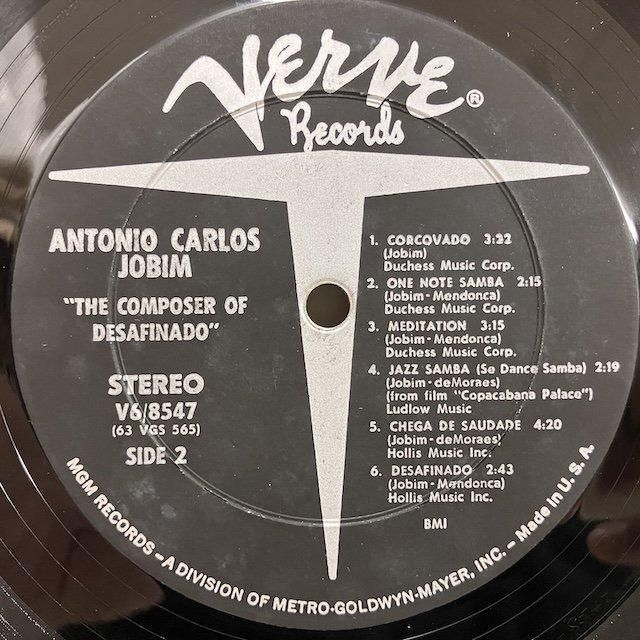 Verve®
Records
ANTONIO CARLOS
JOBIM
"THE COMPOSER OF
DESAFINADO"
STEREO
V6/8547
(63 VGS 565)
SIDE 2
1. CORCOVADO 3:22
(Jobim)
Duchess Music Corp.
2. ONE NOTE SAMBA 2:15
(Jobim-Mendonca)
Duchess Music Corp.
3. MEDITATION 3:15
(Jobim-Mendonca)
Duchess Music Corp.
4. JAZZ SAMBA (Se Dance Samba) 2:19
(Jobim-deMoraes)
(from film "Copacabana Palace")
Ludlow Music
5. CHEGA DE SAUDADE 4:20
(Jobim-deMoraes)
Hollis Music Inc.
6. DESAFINADO 2:43
(Jobim-Mendonca)
Hollis Music Inc.
BMI
MGM RECORDS – A DIVISION OF METRO-GOLDWYN-MAYER, INC. – Made in U. S. A.